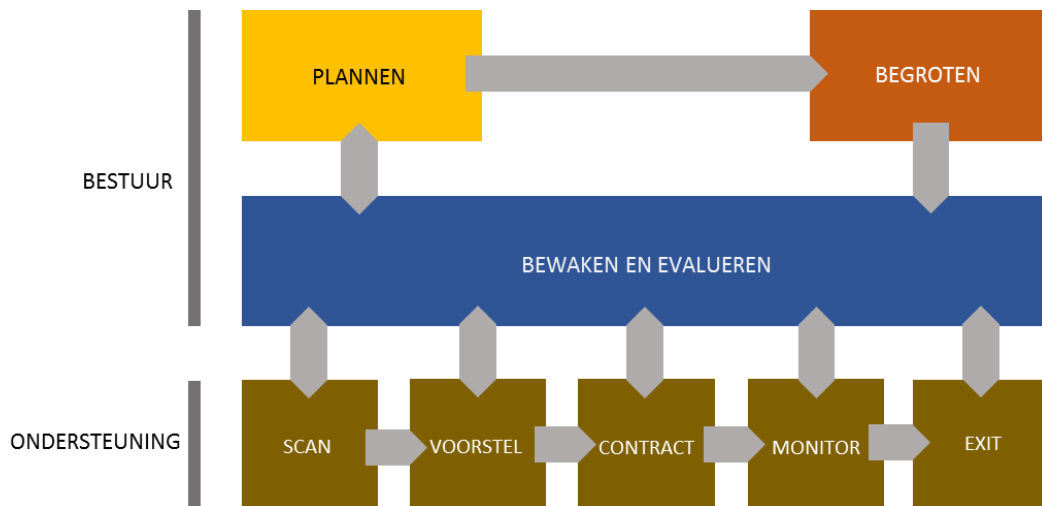 PLANNEN
BEGROTEN
BESTUUR
BEWAKEN EN EVALUEREN
ONDERSTEUNING
SCAN
VOORSTEL
CONTRACT
MONITOR
EXIT